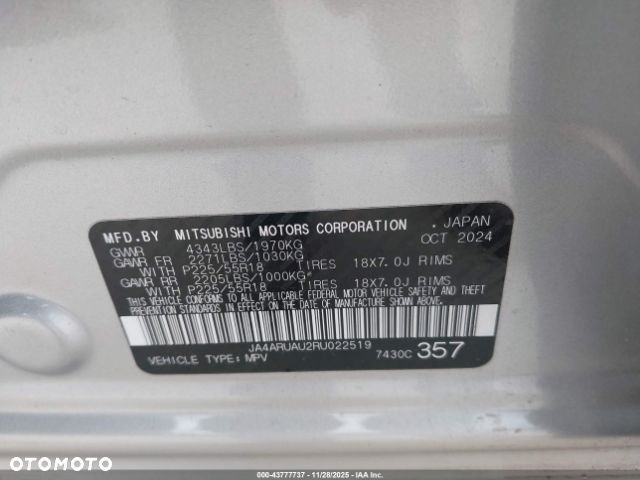 MFD.BY MITSUBISHI MOTORS CORPORATION . JAPAN
GVWR 4343LBS/1970KG OCT 2024
GAWR FR 2271LBS/1030KG
WITH P225/55R18 TIRES 18X7.0J RIMS
GAWR RR 2205LBS/1000KG*
WITH P225/55R18 TIRES 18X7.0J RIMS
THIS VEHICLE CONFORMS TO ALL APPLICABLE FEDERAL MOTOR VEHICLE SAFETY AND THEFT
PREVENTION STANDARDS IN EFFECT ON THE DATE OF MANUFACTURE SHOWN ABOVE.
JA4ARUAU2RU022519
VEHICLE TYPE: MPV 7430C 357
OTOMOTO
000-43777737 - 11/28/2025 - IAA Inc.